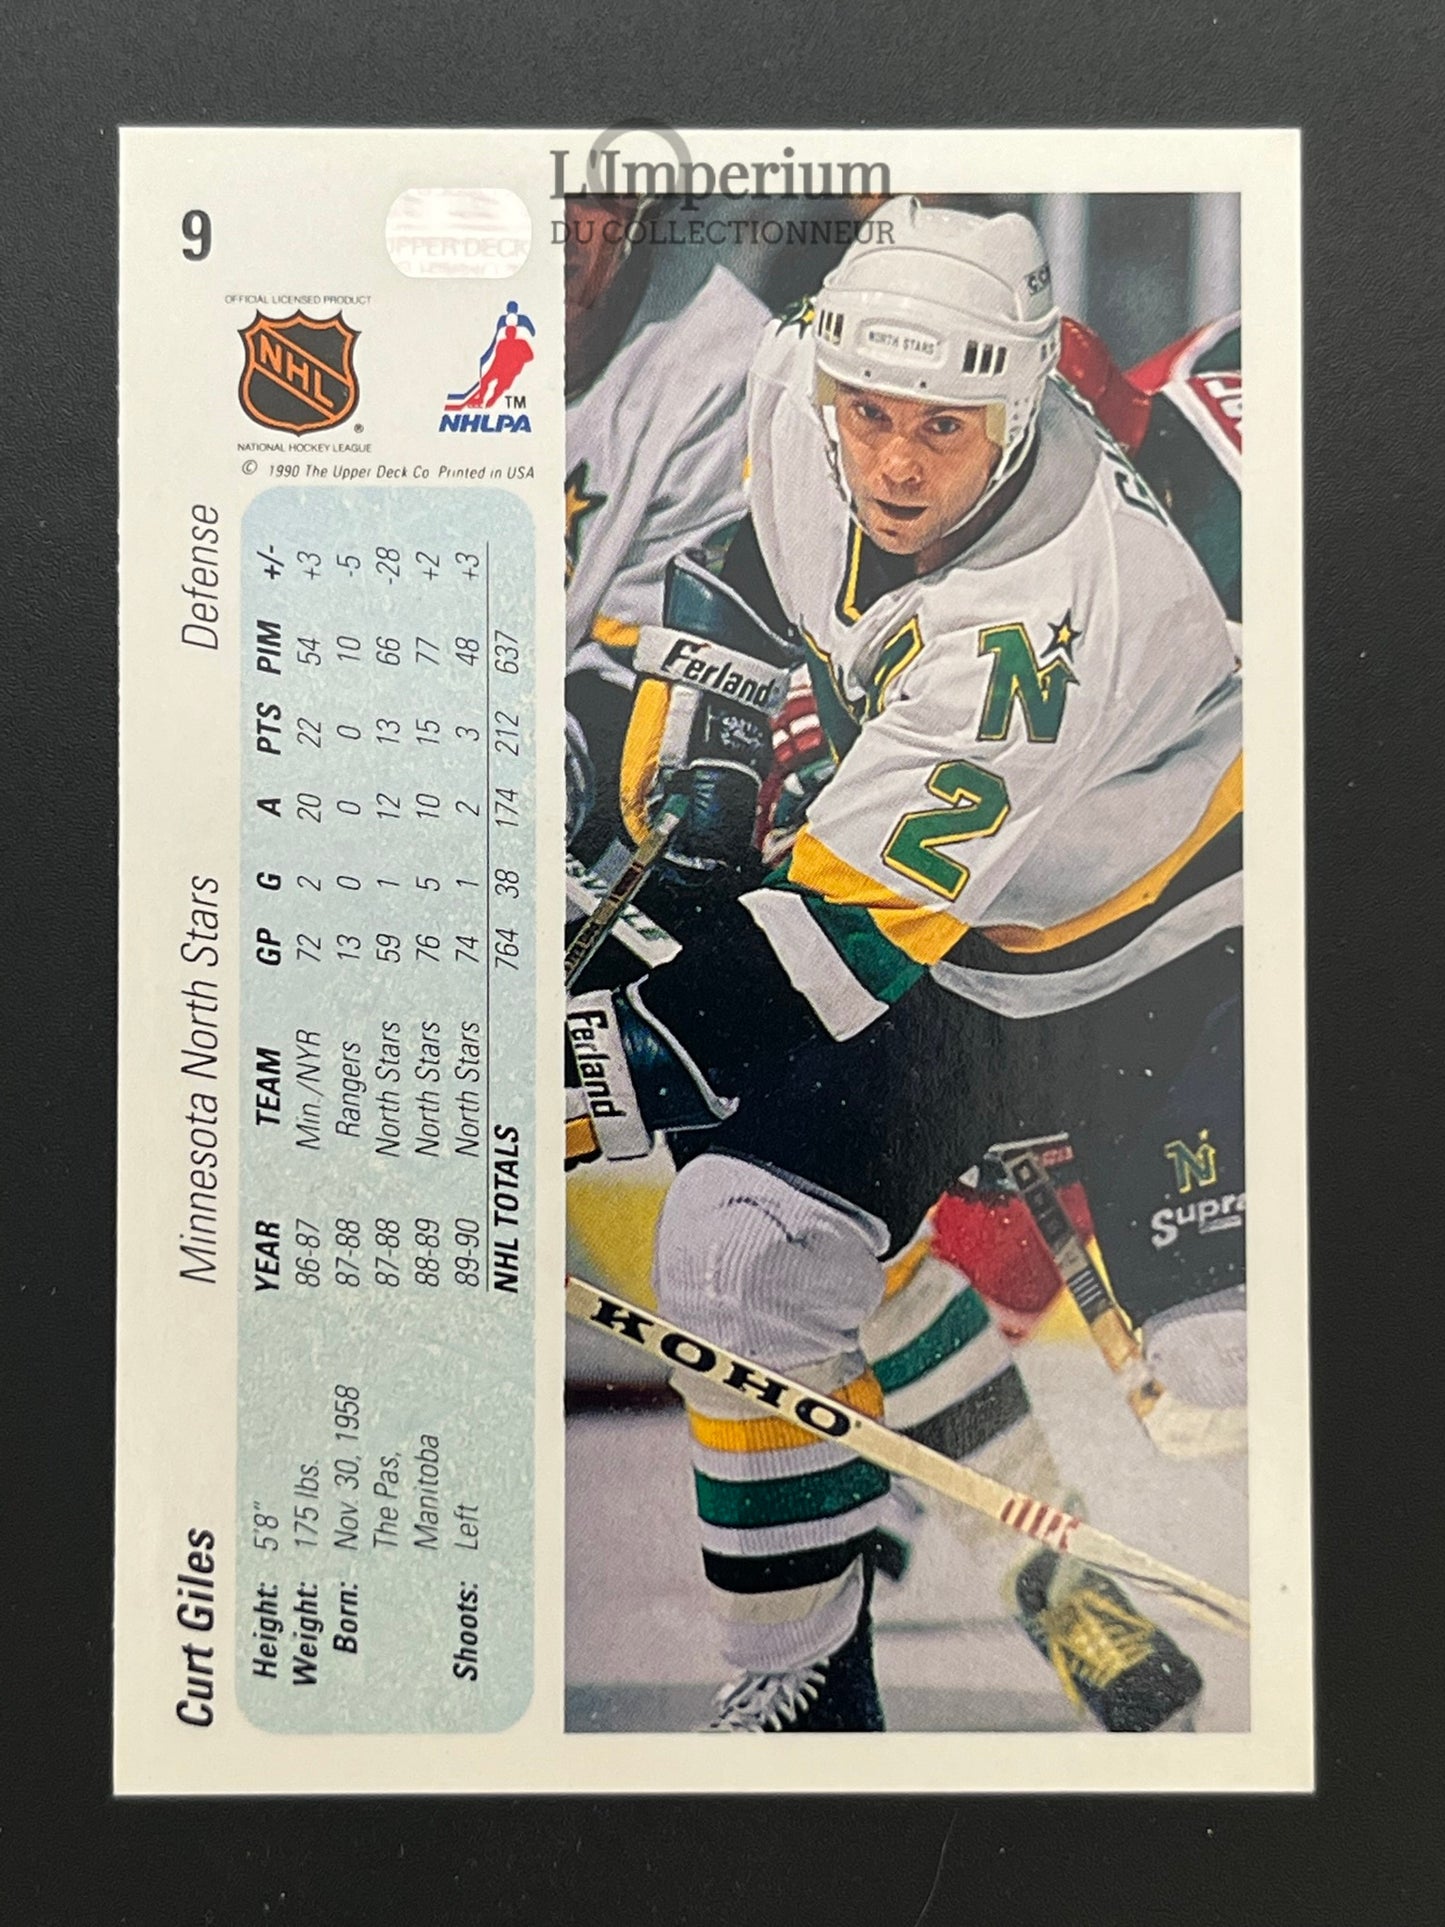 L'Imperium
DU COLLECTIONNEUR
Curt Giles Minnesota North Stars Defense 9
Height: 5'8"
Weight: 175 lbs.
Born: Nov. 30, 1958
The Pas,
Manitoba
Shoots: Left
YEAR TEAM GP G A PTS PIM +/-
86-87 Min./NYR 72 2 20 22 54 +3
87-88 Rangers 13 0 0 0 10 -5
87-88 North Stars 59 1 12 13 66 -28
88-89 North Stars 76 5 10 15 77 +2
89-90 North Stars 74 1 2 3 48 +3
NHL TOTALS 764 38 174 212 637
OFFICIAL LICENSED PRODUCT
NHL
®
NATIONAL HOCKEY LEAGUE
TM
NHLPA
© 1990 The Upper Deck Co. Printed in USA
UPPER DECK
NORTH STARS
Ferland
N
2
Ferland
N
Supra
KOHO